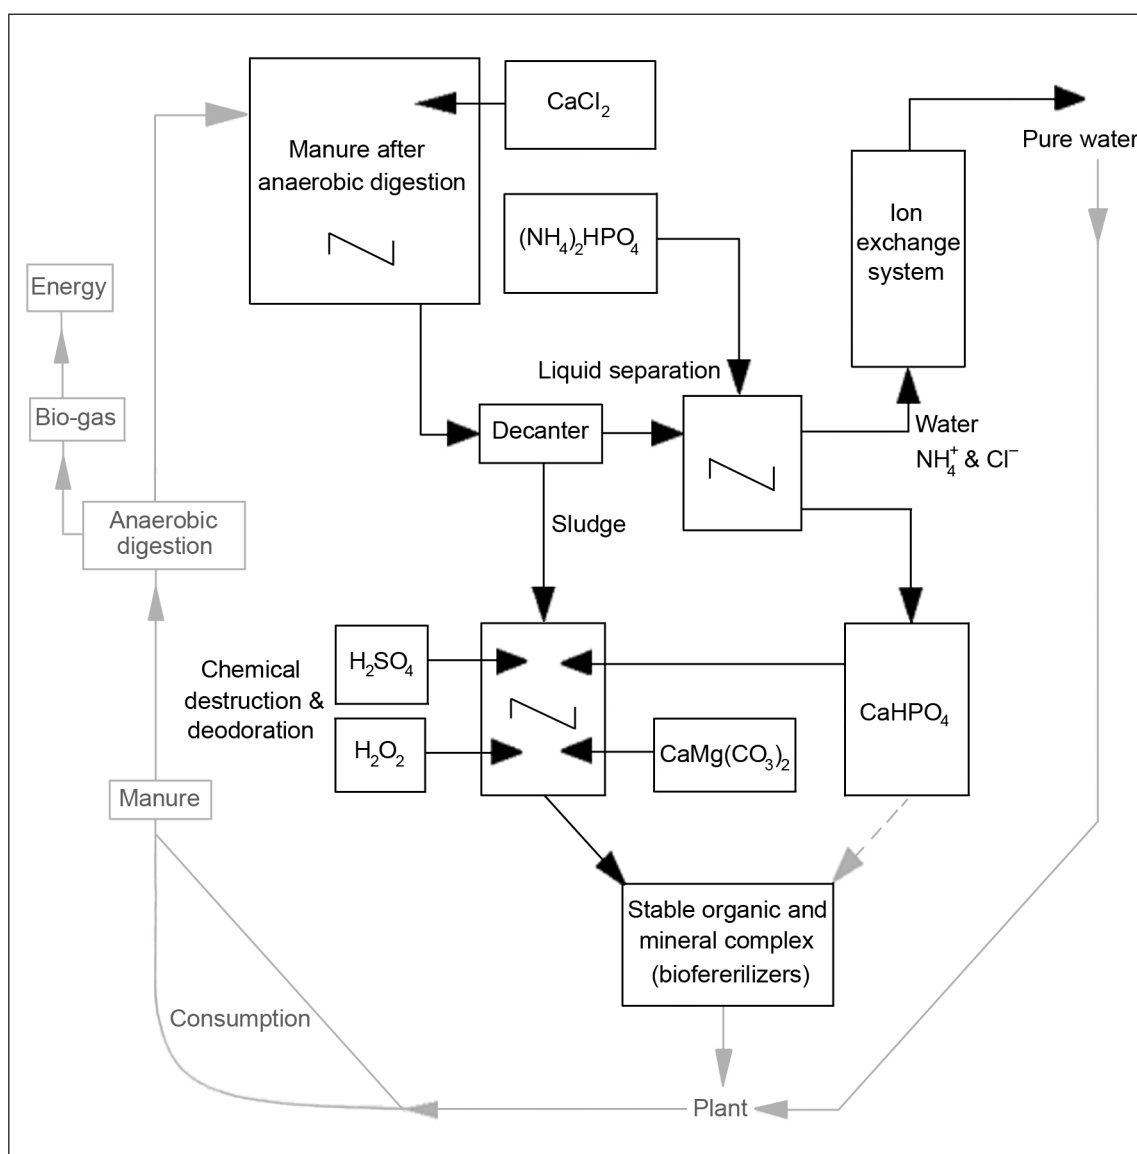 CaCl₂
Manure after
anaerobic digestion
Pure water
Ion
exchange
system
(NH₄)₂HPO₄
Energy
Liquid separation
Bio-gas
Decanter
Water
NH₄⁺ & Cl⁻
Anaerobic
digestion
Sludge
H₂SO₄
Chemical
destruction &
deodoration
CaHPO₄
H₂O₂
CaMg(CO₃)₂
Manure
Stable organic and
mineral complex
(biofererilizers)
Consumption
Plant